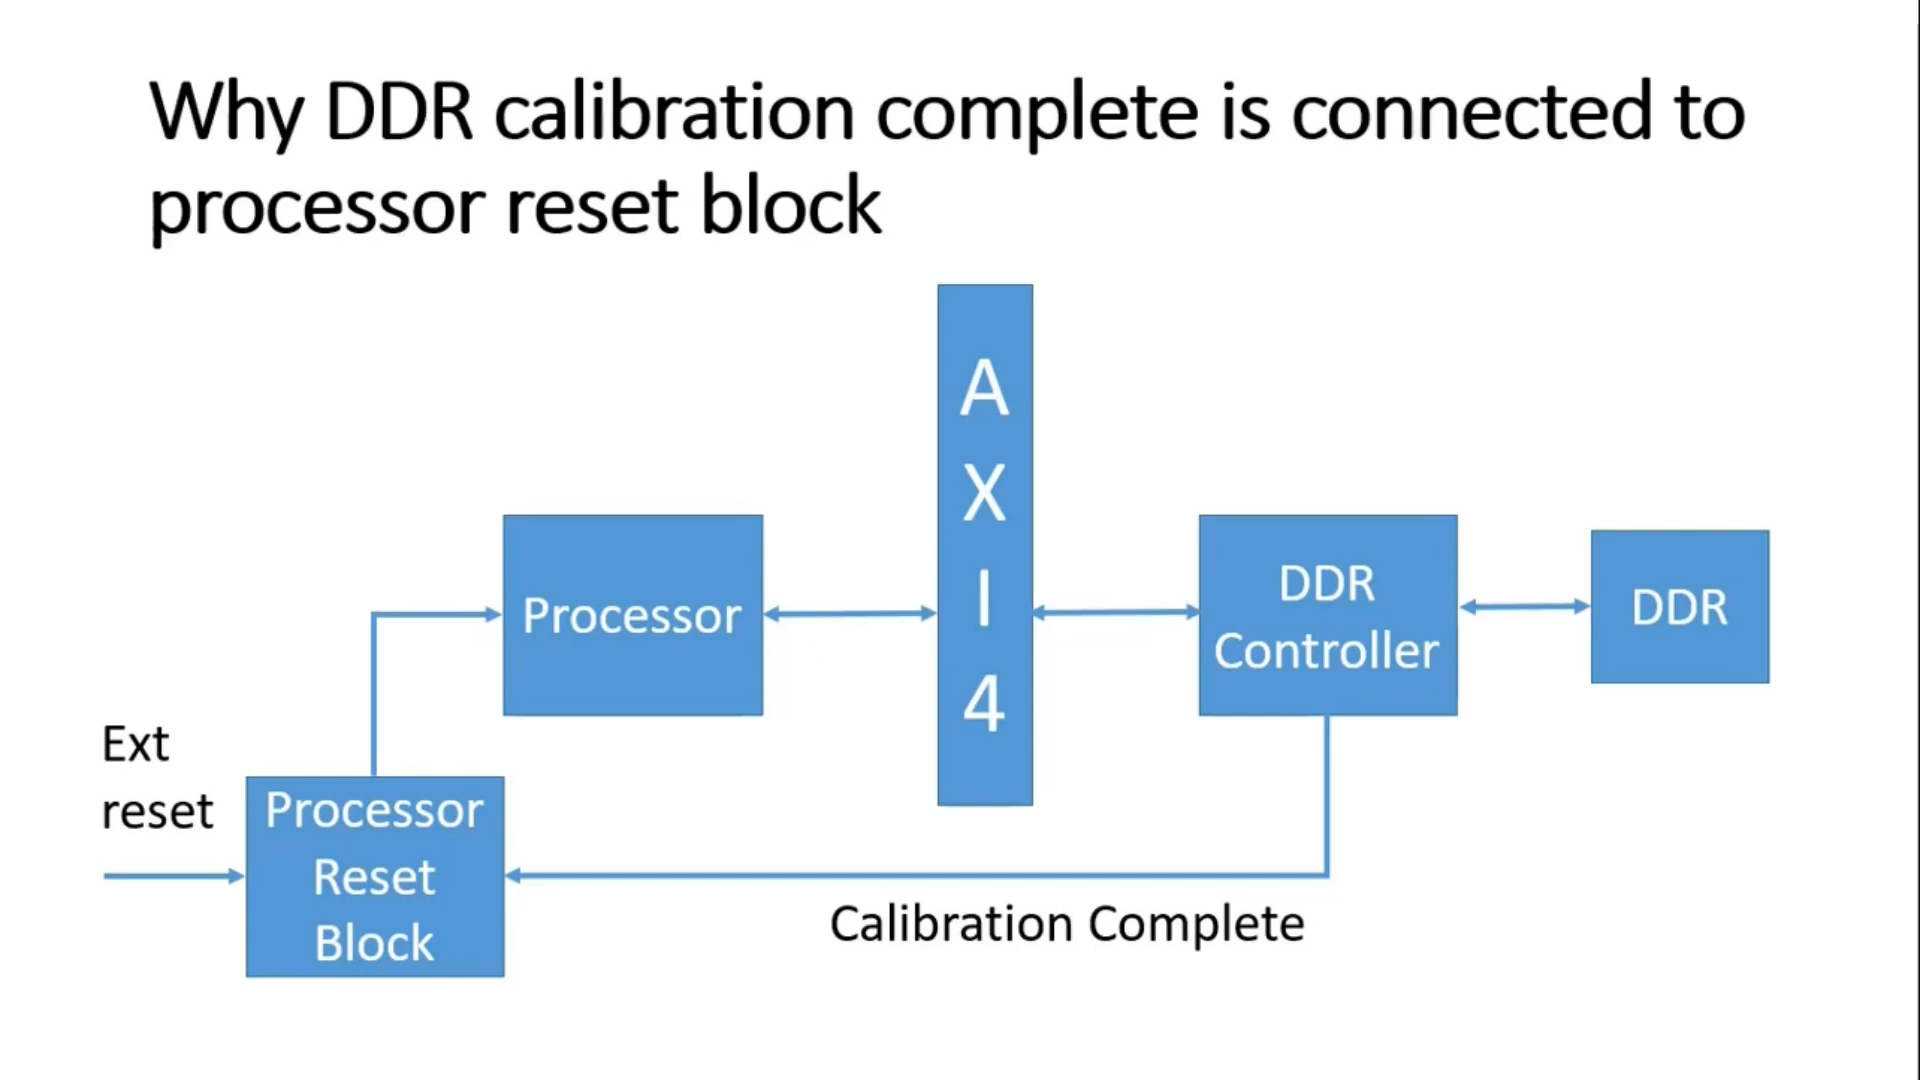 Why DDR calibration complete is connected to
processor reset block
A
X
I
4
Processor
DDR
Controller
DDR
Ext
reset
Processor
Reset
Block
Calibration Complete